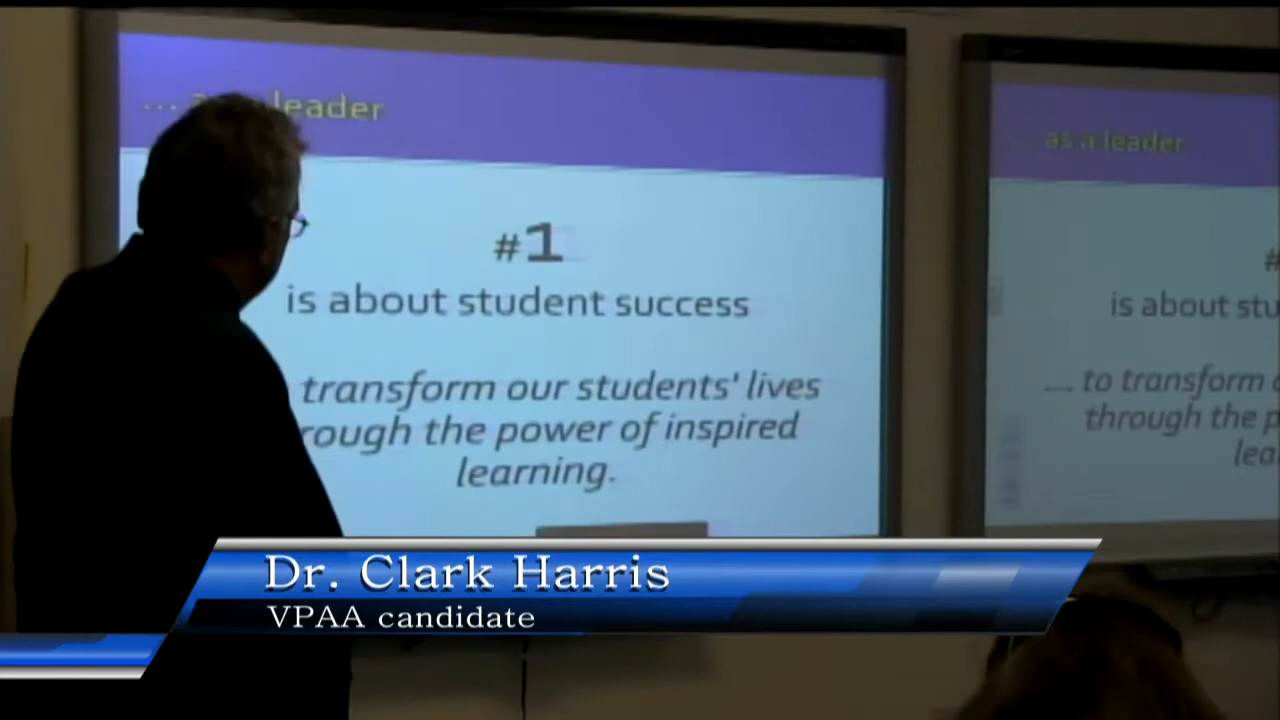 ... a leader
#1
is about student success
transform our students' lives
rough the power of inspired
learning.
as a leader
#
is about stu
.... to transform
through the p
lea
Dr. Clark Harris
VPAA candidate